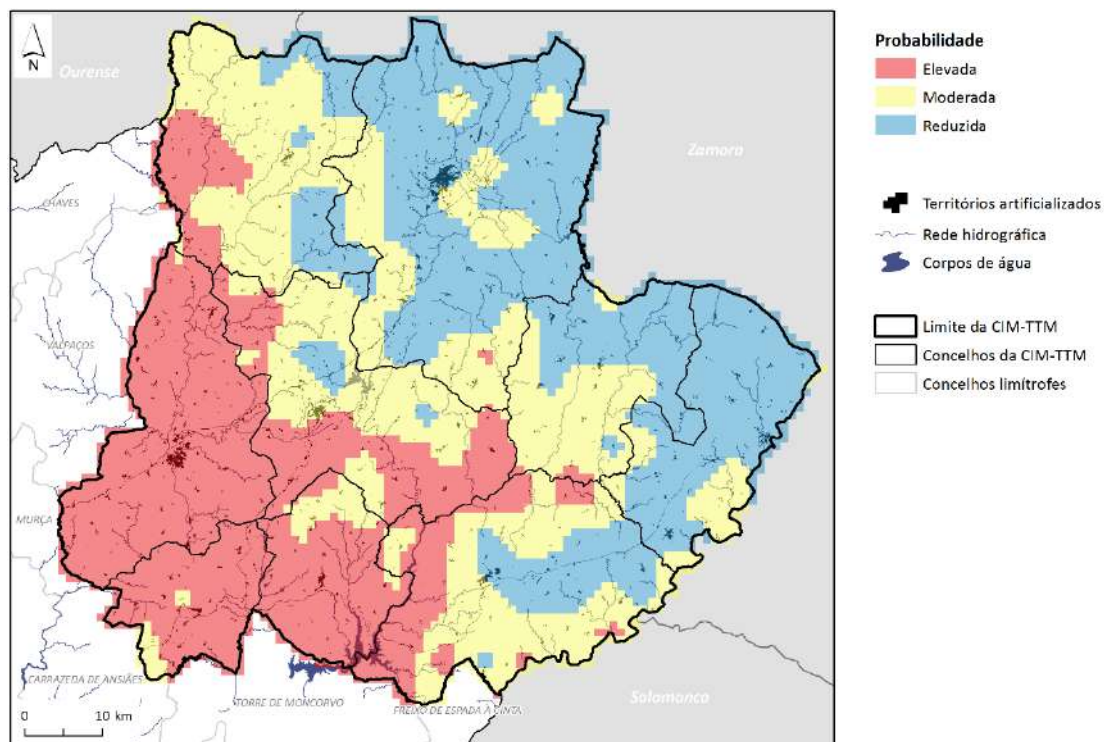 N
Ourense
Zamora
CHAVES
VALPAÇOS
MURÇA
CARRAZEDA DE ANSIÃES
TORRE DE MONCORVO
FREIXO DE ESPADA À CINTA
Salamanca
0 10 km
Probabilidade
Elevada
Moderada
Reduzida
Territórios artificializados
Rede hidrográfica
Corpos de água
Limite da CIM-TTM
Concelhos da CIM-TTM
Concelhos limítrofes